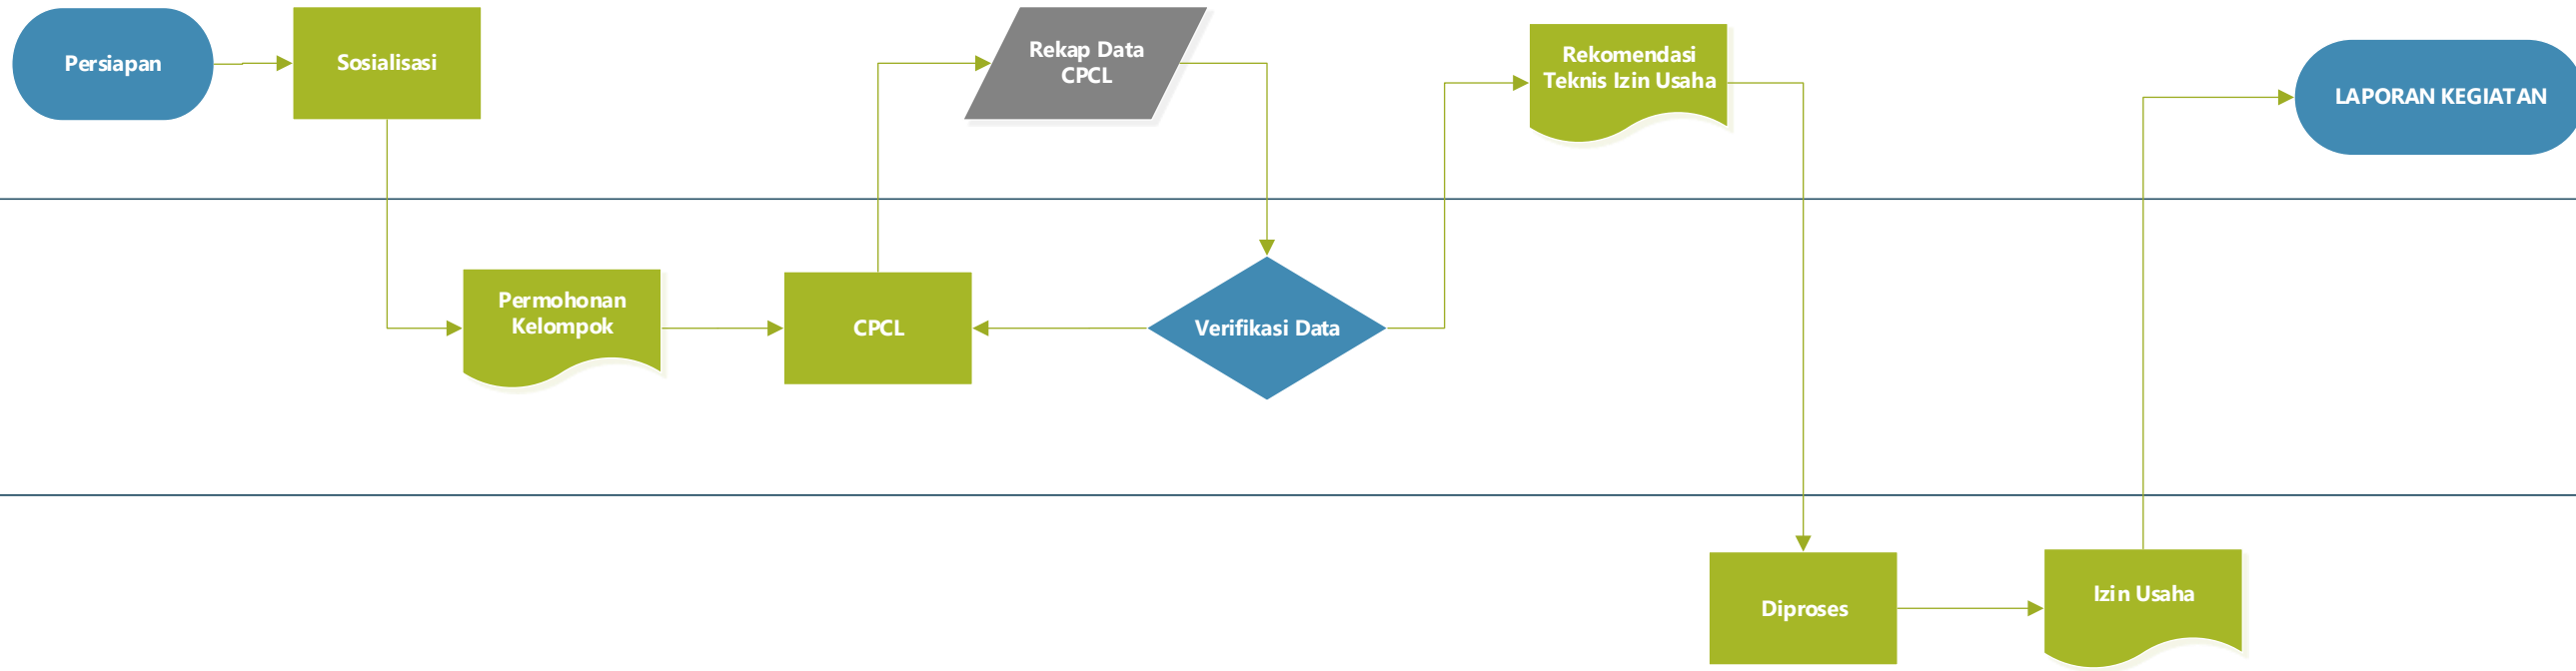 Persiapan
Sosialisasi
Rekap Data
CPCL
Rekomendasi
Teknis Izin Usaha
LAPORAN KEGIATAN
Permohonan
Kelompok
CPCL
Verifikasi Data
Diproses
Izin Usaha